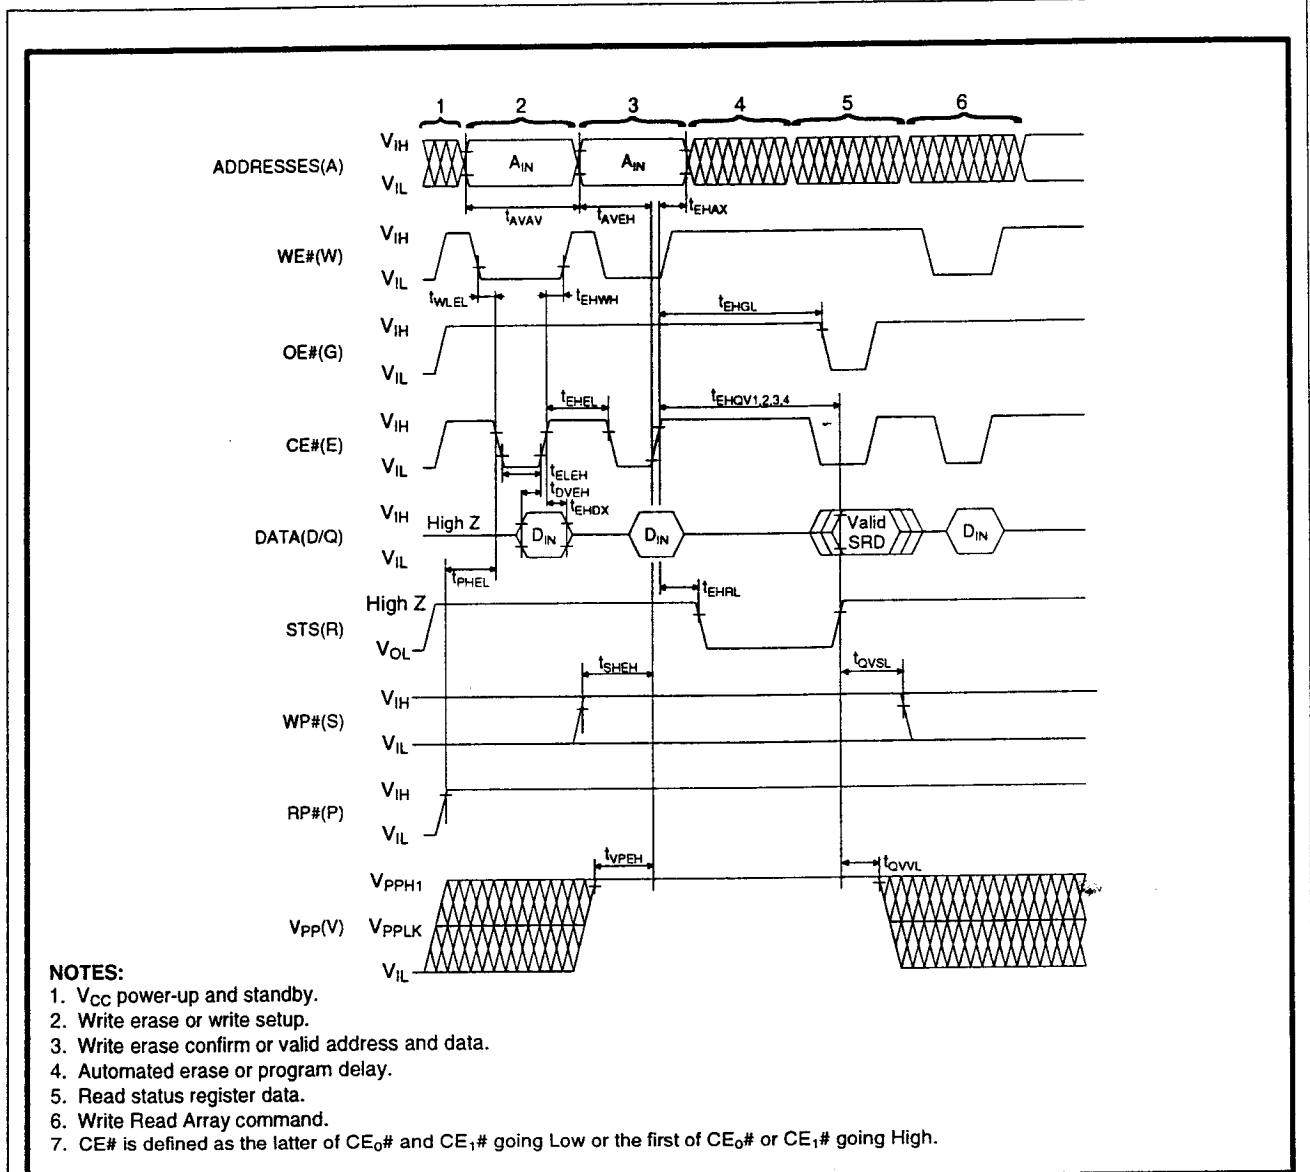 1 2 3 4 5 6
ADDRESSES(A) VIH AIN AIN
VIL
tAVAV tAVEH tEHAX
WE#(W) VIH
VIL
tWLEL tEHWH
OE#(G) VIH tEHGL
VIL
CE#(E) VIH tEHEL tEHQV1,2,3,4
VIL
tELEH
tDVEH
tEHDX
DATA(D/Q) VIH High Z DIN DIN Valid SRD DIN
VIL
tPHEL
STS(R) High Z tEHRL
VOL
tSHEH tQVSL
WP#(S) VIH
VIL
RP#(P) VIH
VIL
tVPEH tQVVL
VPP(V) VPPH1
VPPLK
VIL
NOTES:
1. VCC power-up and standby.
2. Write erase or write setup.
3. Write erase confirm or valid address and data.
4. Automated erase or program delay.
5. Read status register data.
6. Write Read Array command.
7. CE# is defined as the latter of CE0# and CE1# going Low or the first of CE0# or CE1# going High.